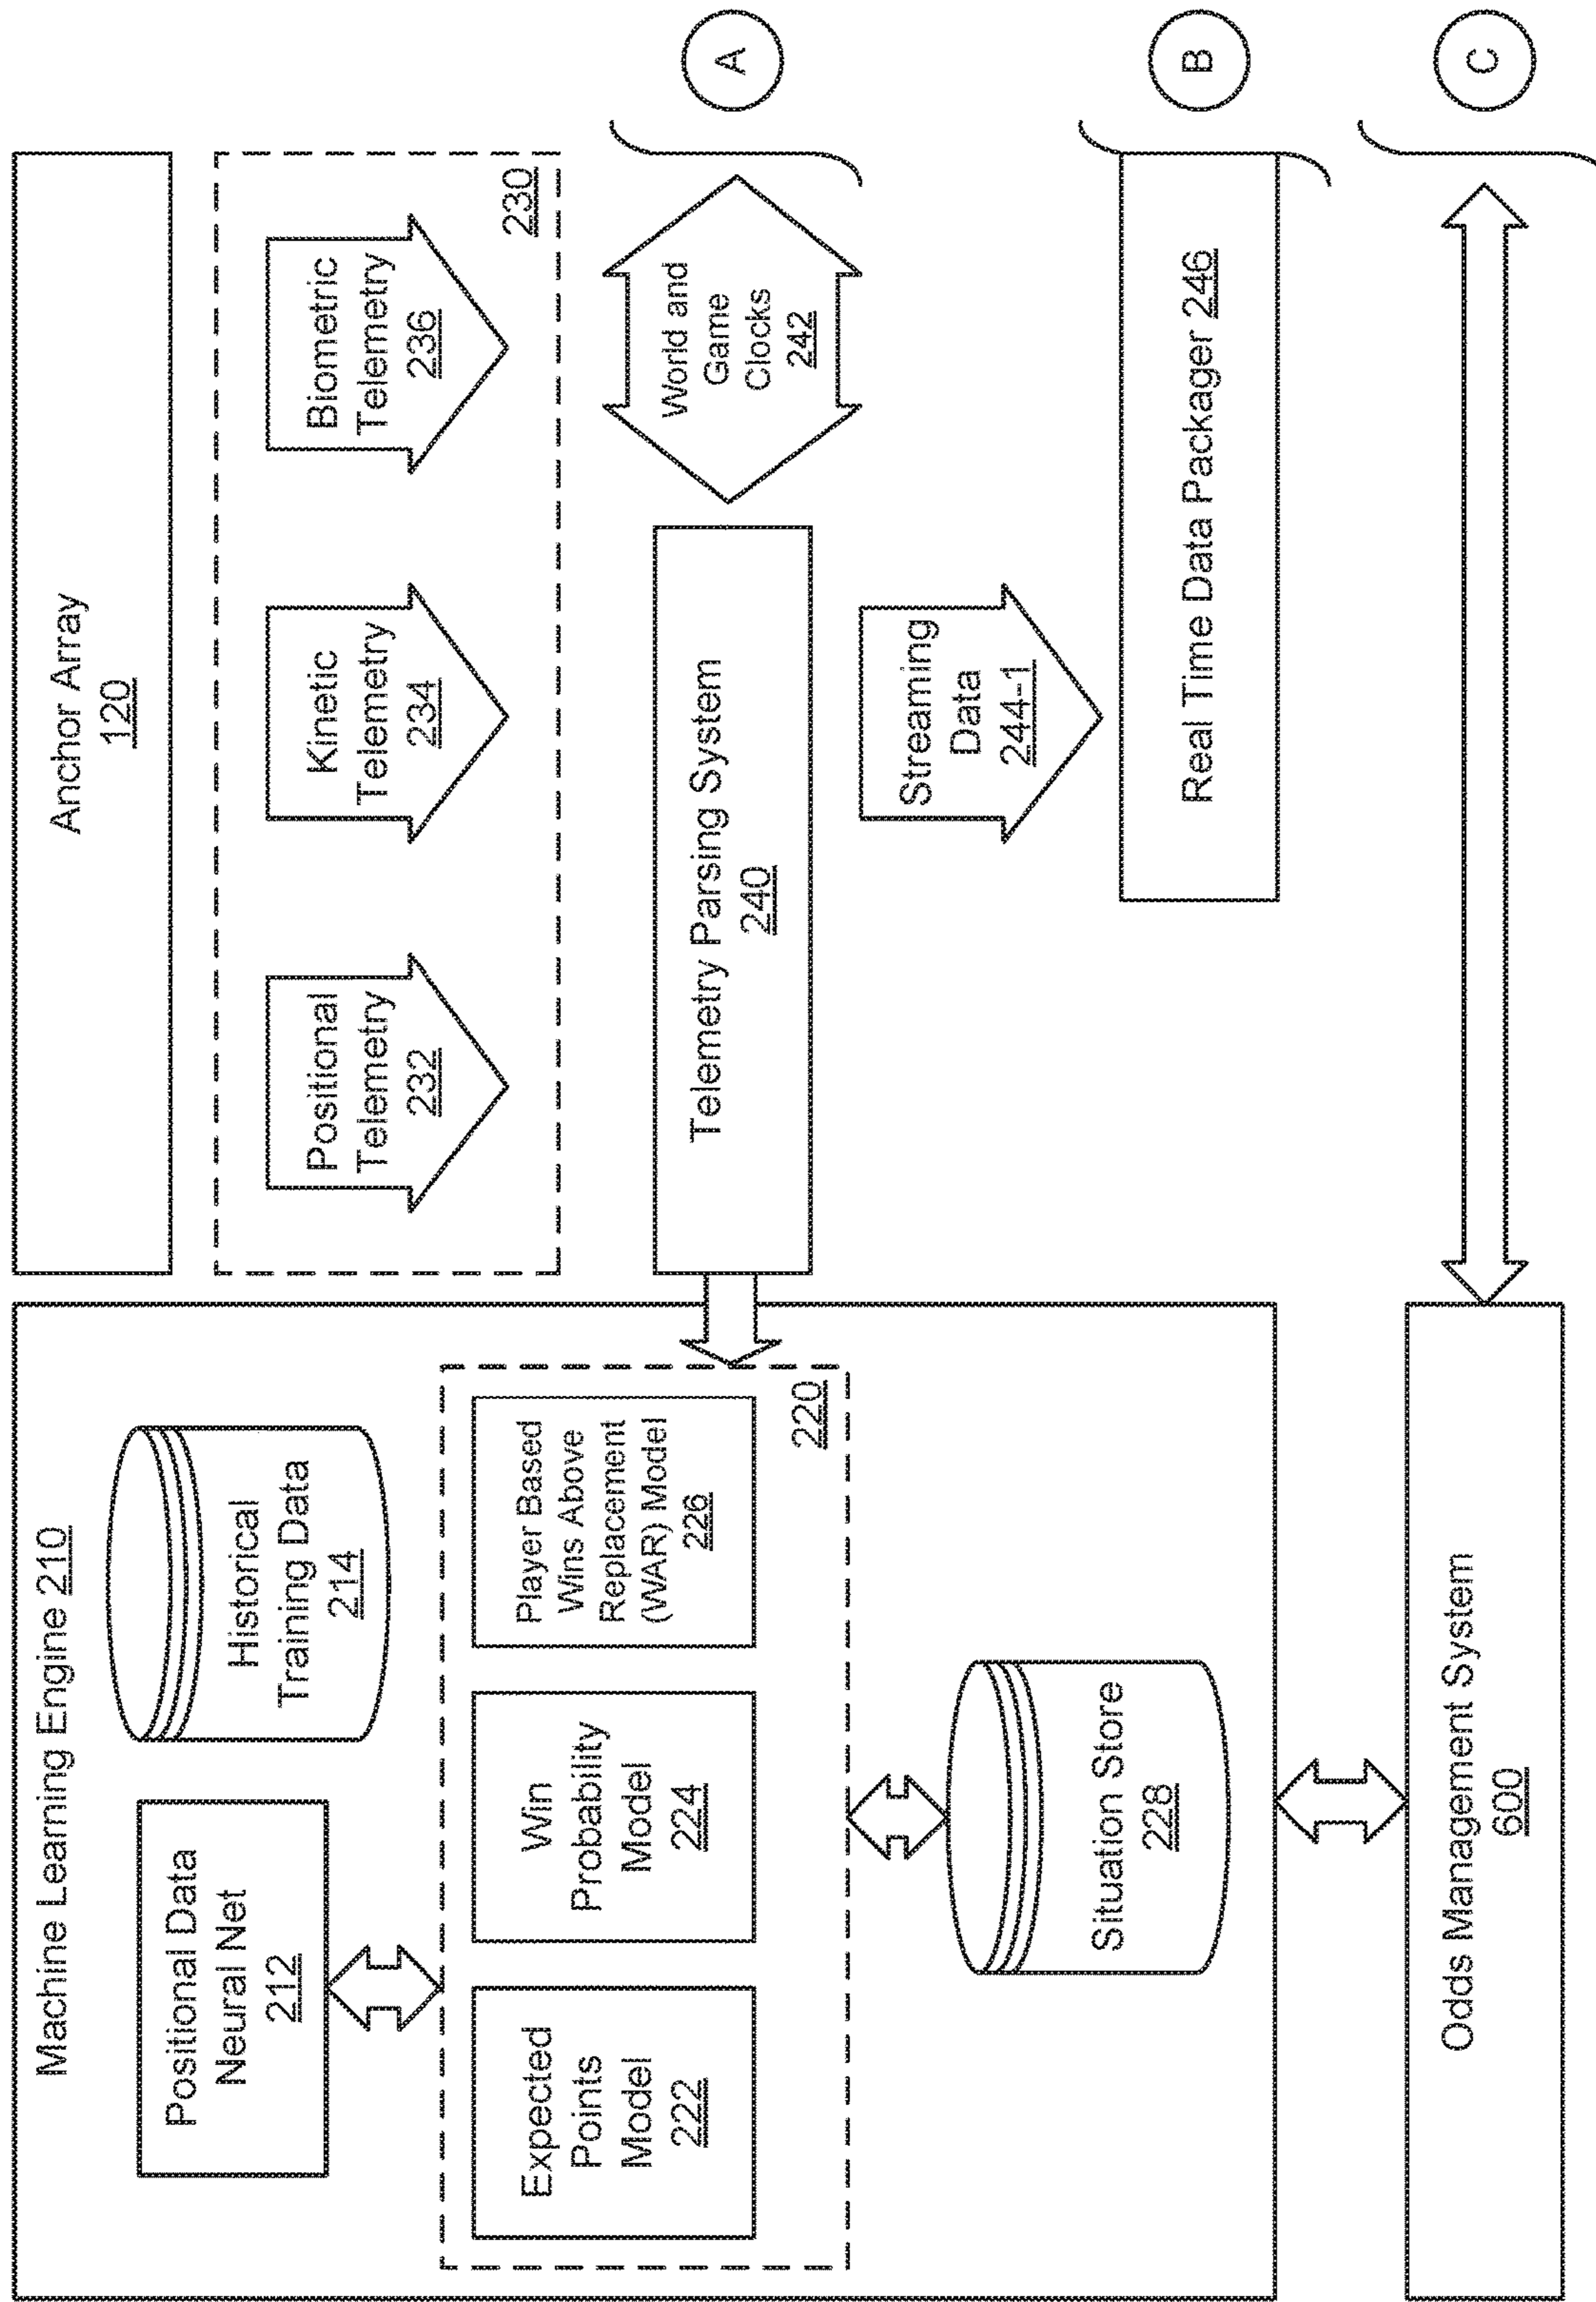 Machine Learning Engine 210
Positional Data
Neural Net
212
Historical
Training Data
214
Expected
Points
Model
222
Win
Probability
Model
224
Player Based
Wins Above
Replacement
(WAR) Model
226
220
Situation Store
228
Odds Management System
600
Anchor Array
120
Positional
Telemetry
232
Kinetic
Telemetry
234
Biometric
Telemetry
236
230
Telemetry Parsing System
240
World and
Game
Clocks
242
A
Streaming
Data
244-1
Real Time Data Packager 246
B
C